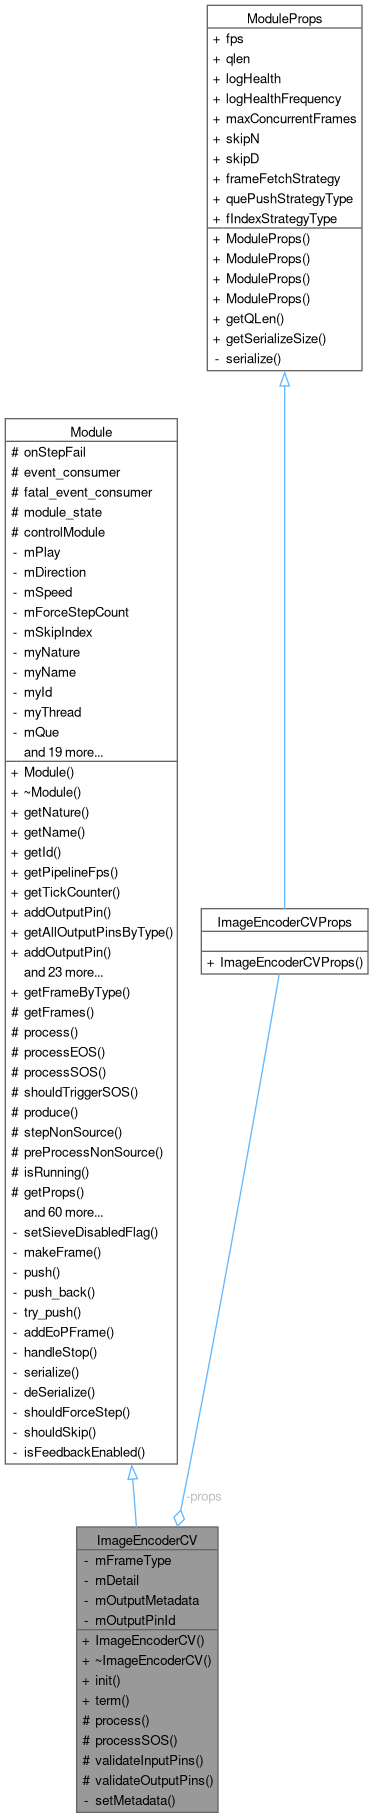 ModuleProps
+ fps
+ qlen
+ logHealth
+ logHealthFrequency
+ maxConcurrentFrames
+ skipN
+ skipD
+ frameFetchStrategy
+ quePushStrategyType
+ fIndexStrategyType
+ ModuleProps()
+ ModuleProps()
+ ModuleProps()
+ ModuleProps()
+ getQLen()
+ getSerializeSize()
- serialize()
Module
# onStepFail
# event_consumer
# fatal_event_consumer
# module_state
# controlModule
- mPlay
- mDirection
- mSpeed
- mForceStepCount
- mSkipIndex
- myNature
- myName
- myId
- myThread
- mQue
and 19 more...
+ Module()
+ ~Module()
+ getNature()
+ getName()
+ getId()
+ getPipelineFps()
+ getTickCounter()
+ addOutputPin()
+ getAllOutputPinsByType()
+ addOutputPin()
and 23 more...
+ getFrameByType()
# getFrames()
# process()
# processEOS()
# processSOS()
# shouldTriggerSOS()
# produce()
# stepNonSource()
# preProcessNonSource()
# isRunning()
# getProps()
and 60 more...
- setSieveDisabledFlag()
- makeFrame()
- push()
- push_back()
- try_push()
- addEoPFrame()
- handleStop()
- serialize()
- deSerialize()
- shouldForceStep()
- shouldSkip()
- isFeedbackEnabled()
ImageEncoderCVProps
+ ImageEncoderCVProps()
-props
ImageEncoderCV
- mFrameType
- mDetail
- mOutputMetadata
- mOutputPinId
+ ImageEncoderCV()
+ ~ImageEncoderCV()
+ init()
+ term()
# process()
# processSOS()
# validateInputPins()
# validateOutputPins()
- setMetadata()